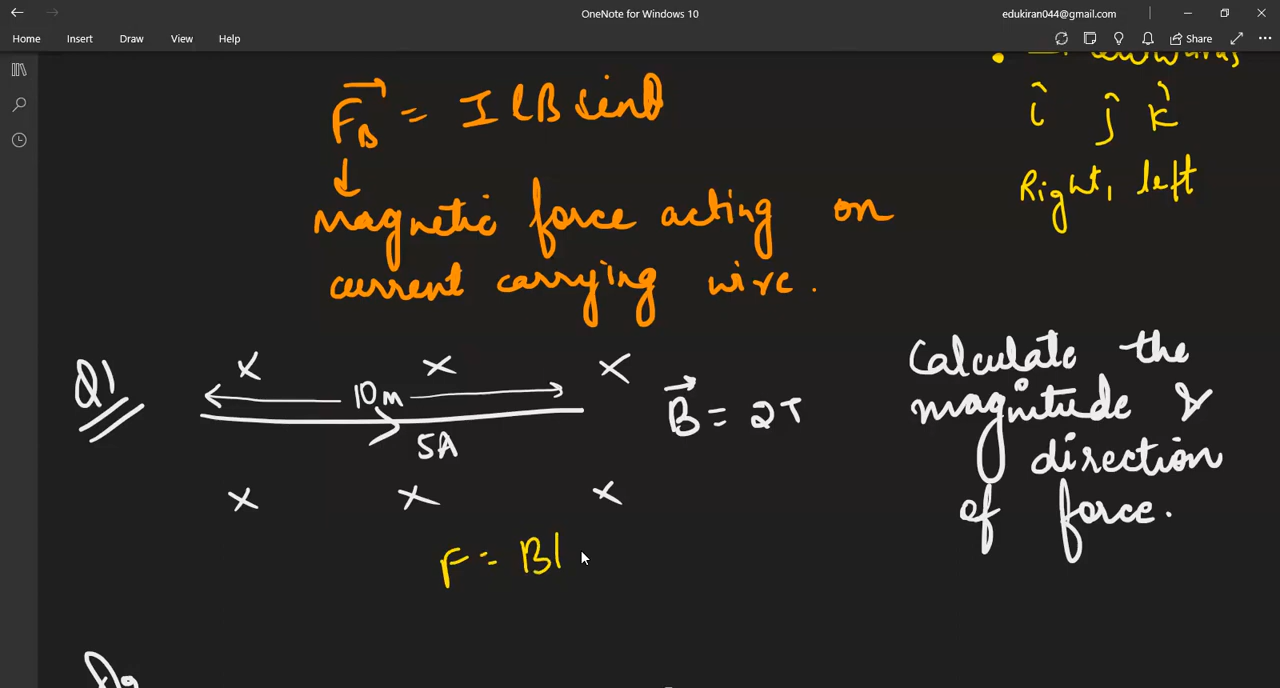 OneNote for Windows 10
edukiran044@gmail.com
Home Insert Draw View Help
Share
F_B = I l B sinθ
magnetic force acting on
current carrying wire.
î ĵ k̂
Right, left
Q1
× × ×
10m
5A
B = 2T
× × ×
Calculate the
magnitude &
direction
of force.
F = Bl